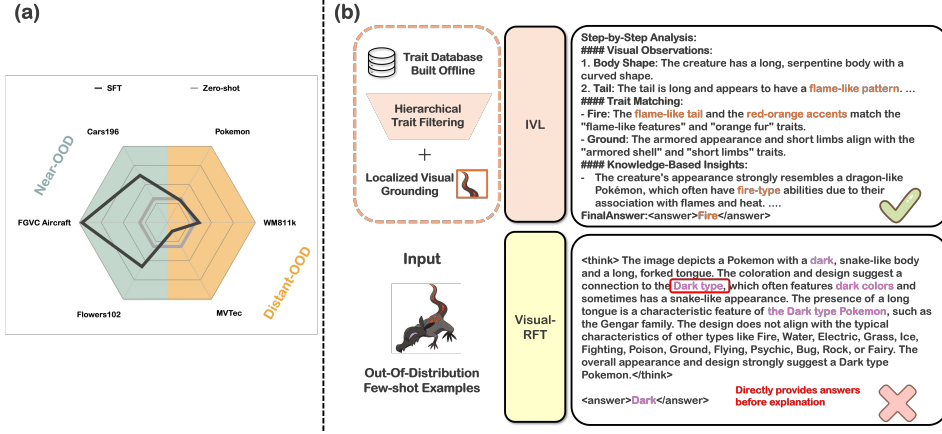 (a)
SFT
Zero-shot
Cars196
Pokemon
Near-OOD
FGVC Aircraft
WM811k
Distant-OOD
Flowers102
MVTec
(b)
Trait Database
Built Offline
Hierarchical
Trait Filtering
+
Localized Visual
Grounding
IVL
Step-by-Step Analysis:
#### Visual Observations:
1. Body Shape: The creature has a long, serpentine body with a
curved shape.
2. Tail: The tail is long and appears to have a flame-like pattern. ...
#### Trait Matching:
- Fire: The flame-like tail and the red-orange accents match the
"flame-like features" and "orange fur" traits.
- Ground: The armored appearance and short limbs align with the
"armored shell" and "short limbs" traits.
#### Knowledge-Based Insights:
- The creature's appearance strongly resembles a dragon-like
Pokémon, which often have fire-type abilities due to their
association with flames and heat. ....
FinalAnswer:<answer>Fire</answer>
Input
Out-Of-Distribution
Few-shot Examples
Visual-
RFT
<think> The image depicts a Pokemon with a dark, snake-like body
and a long, forked tongue. The coloration and design suggest a
connection to the Dark type, which often features dark colors and
sometimes has a snake-like appearance. The presence of a long
tongue is a characteristic feature of the Dark type Pokemon, such as
the Gengar family. The design does not align with the typical
characteristics of other types like Fire, Water, Electric, Grass, Ice,
Fighting, Poison, Ground, Flying, Psychic, Bug, Rock, or Fairy. The
overall appearance and design strongly suggest a Dark type
Pokemon.</think>
<answer>Dark</answer>
Directly provides answers
before explanation